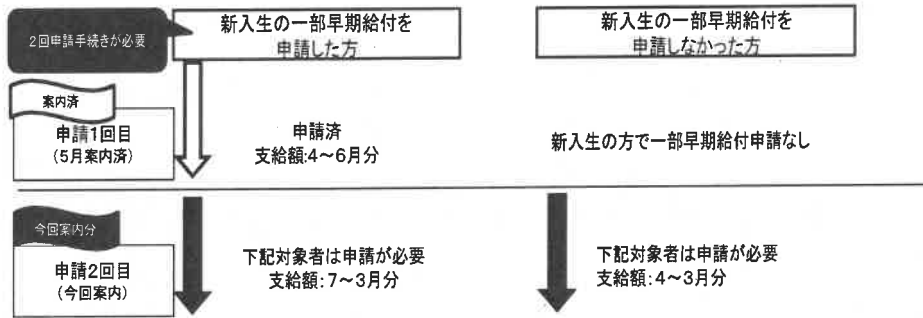 2回申請手続きが必要
新入生の一部早期給付を
申請した方
新入生の一部早期給付を
申請しなかった方
案内済
申請1回目
(5月案内済)
申請済
支給額:4~6月分
新入生の方で一部早期給付申請なし
今回案内分
申請2回目
(今回案内)
下記対象者は申請が必要
支給額:7~3月分
下記対象者は申請が必要
支給額:4~3月分